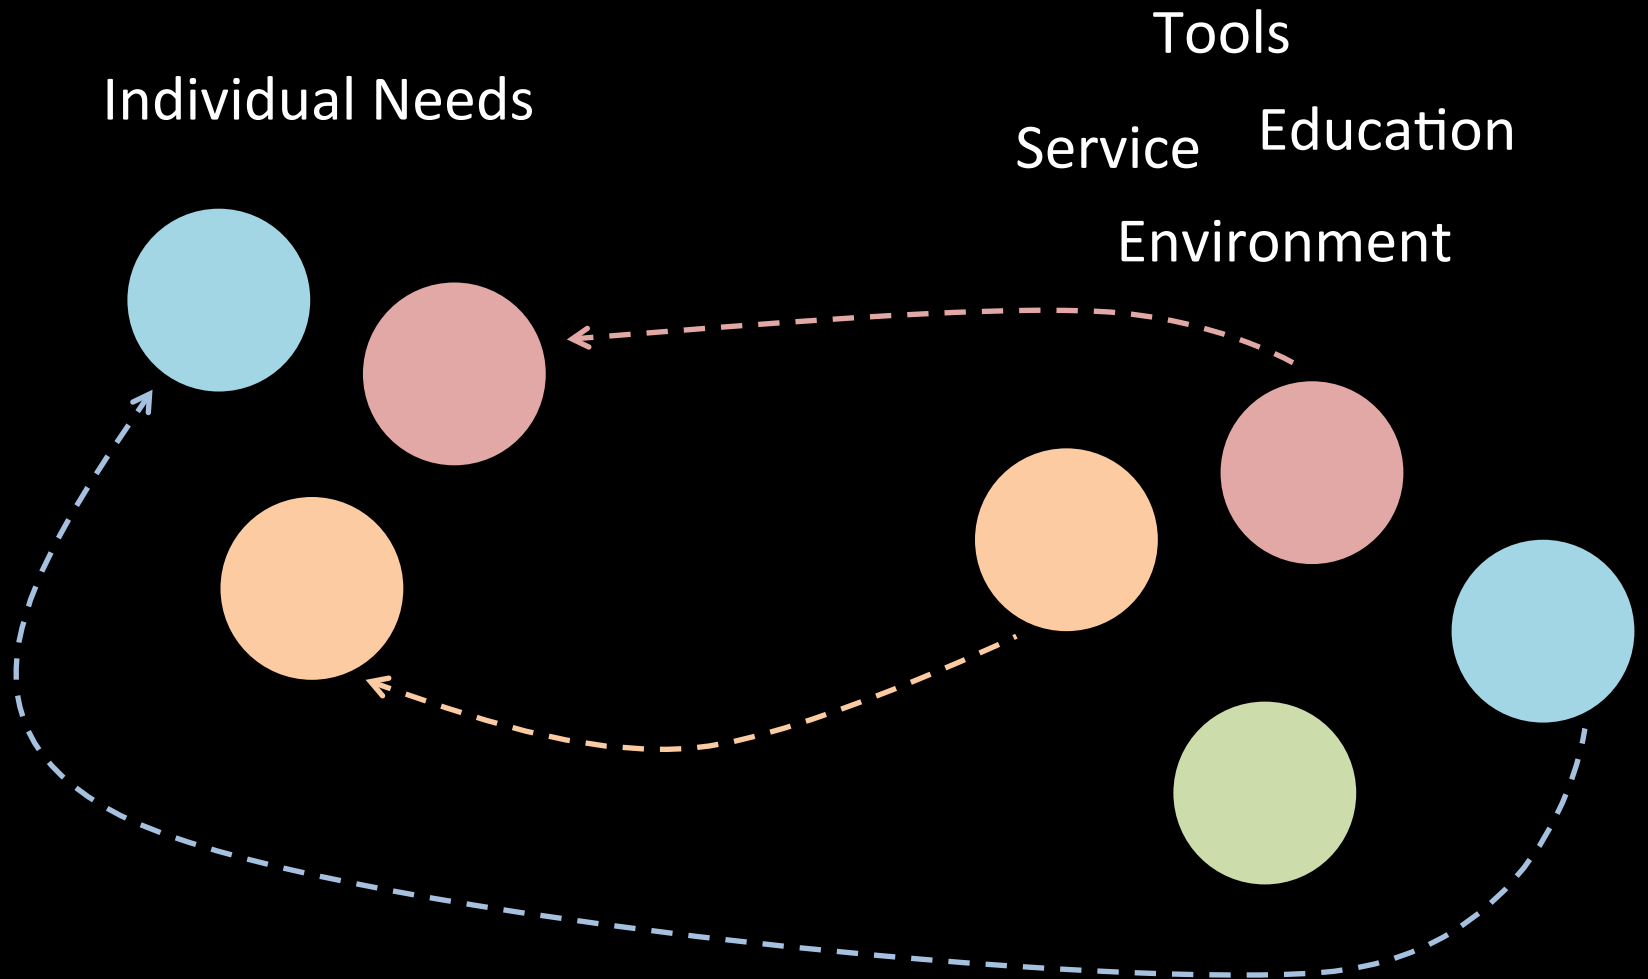 Individual Needs
Tools
Service
Education
Environment